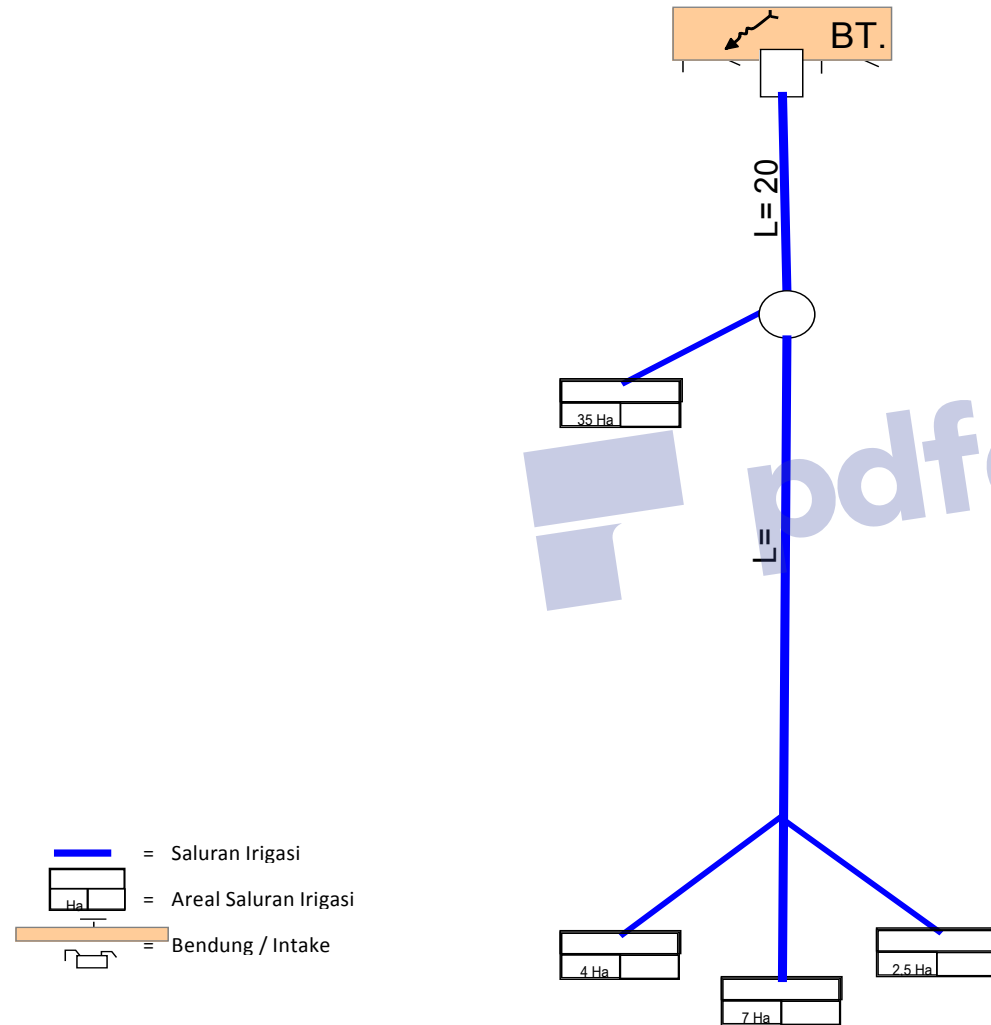 BT.
L= 20
35 Ha
pdf
L=
= Saluran Irigasi
Ha = Areal Saluran Irigasi
= Bendung / Intake
4 Ha
2.5 Ha
7 Ha